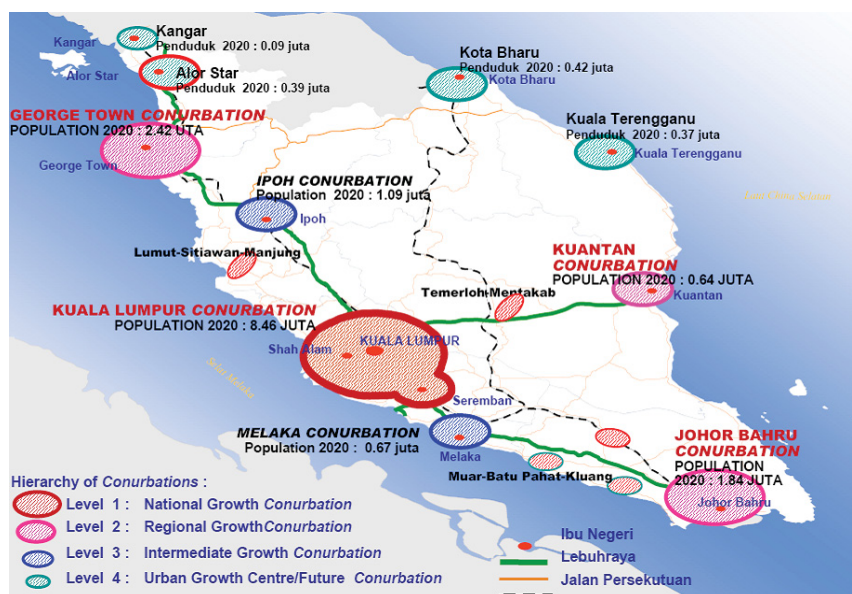 Kangar
Penduduk 2020 : 0.09 juta
Kangar
Alor Star
Alor Star
Penduduk 2020 : 0.39 juta
Kota Bharu
Penduduk 2020 : 0.42 juta
Kota Bharu
GEORGE TOWN CONURBATION
POPULATION 2020 : 2.42 UTA
George Town
Kuala Terengganu
Penduduk 2020 : 0.37 juta
Kuala Terengganu
IPOH CONURBATION
Population 2020 : 1.09 juta
Ipoh
Lumut-Sitiawan-Manjung
KUANTAN
CONURBATION
POPULATION 2020 : 0.64 JUTA
Kuantan
Temerloh-Mentakab
KUALA LUMPUR CONURBATION
POPULATION 2020 : 8.46 JUTA
KUALA LUMPUR
Shah Alam
Selat Melaka
Seremban
MELAKA CONURBATION
Population 2020 : 0.67 juta
Melaka
Muar-Batu Pahat-Kluang
JOHOR BAHRU
CONURBATION
POPULATION
2020 : 1.84 JUTA
Johor Bahru
Hierarchy of Conurbations :
Level 1 : National Growth Conurbation
Level 2 : Regional Growth Conurbation
Level 3 : Intermediate Growth Conurbation
Level 4 : Urban Growth Centre/Future Conurbation
Ibu Negeri
Lebuhraya
Jalan Persekutuan